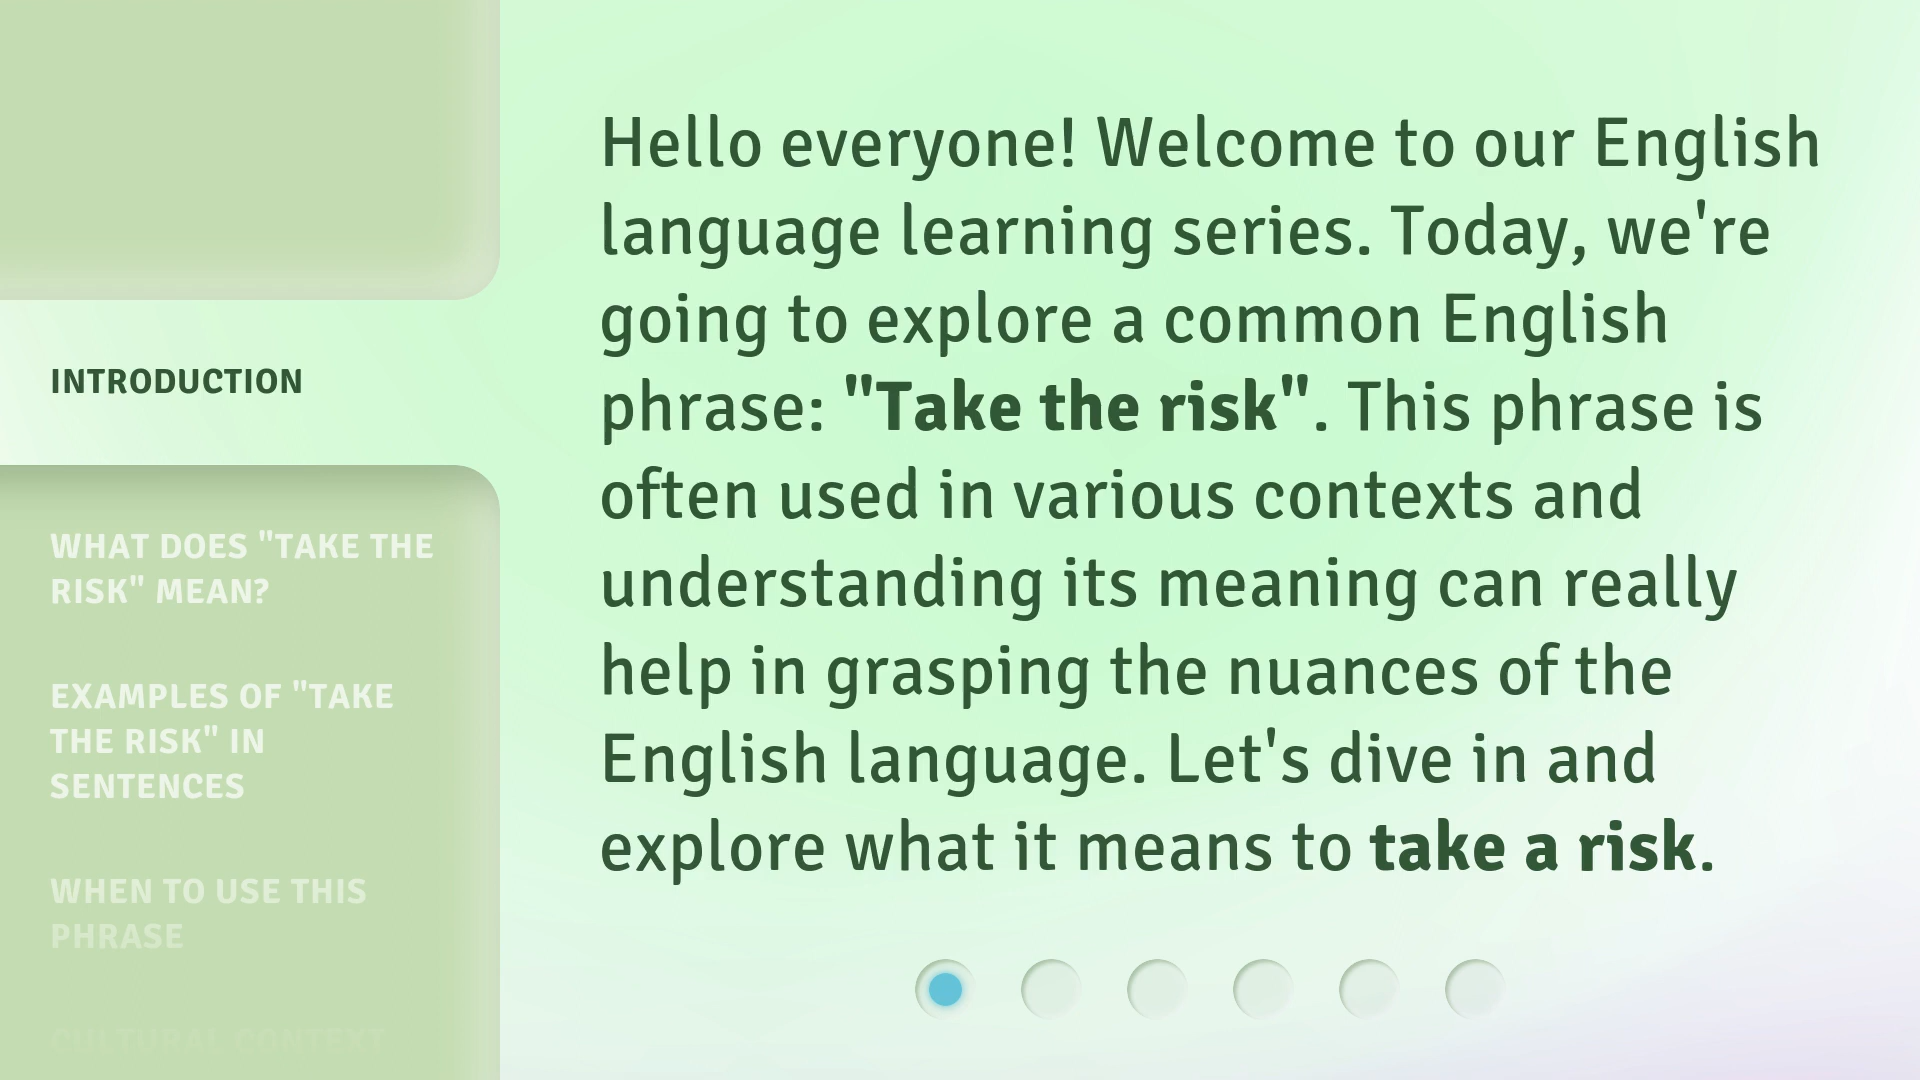 INTRODUCTION
WHAT DOES "TAKE THE
RISK" MEAN?
EXAMPLES OF "TAKE
THE RISK" IN
SENTENCES
WHEN TO USE THIS
PHRASE
CULTURAL CONTEXT
Hello everyone! Welcome to our English
language learning series. Today, we're
going to explore a common English
phrase: "Take the risk". This phrase is
often used in various contexts and
understanding its meaning can really
help in grasping the nuances of the
English language. Let's dive in and
explore what it means to take a risk.